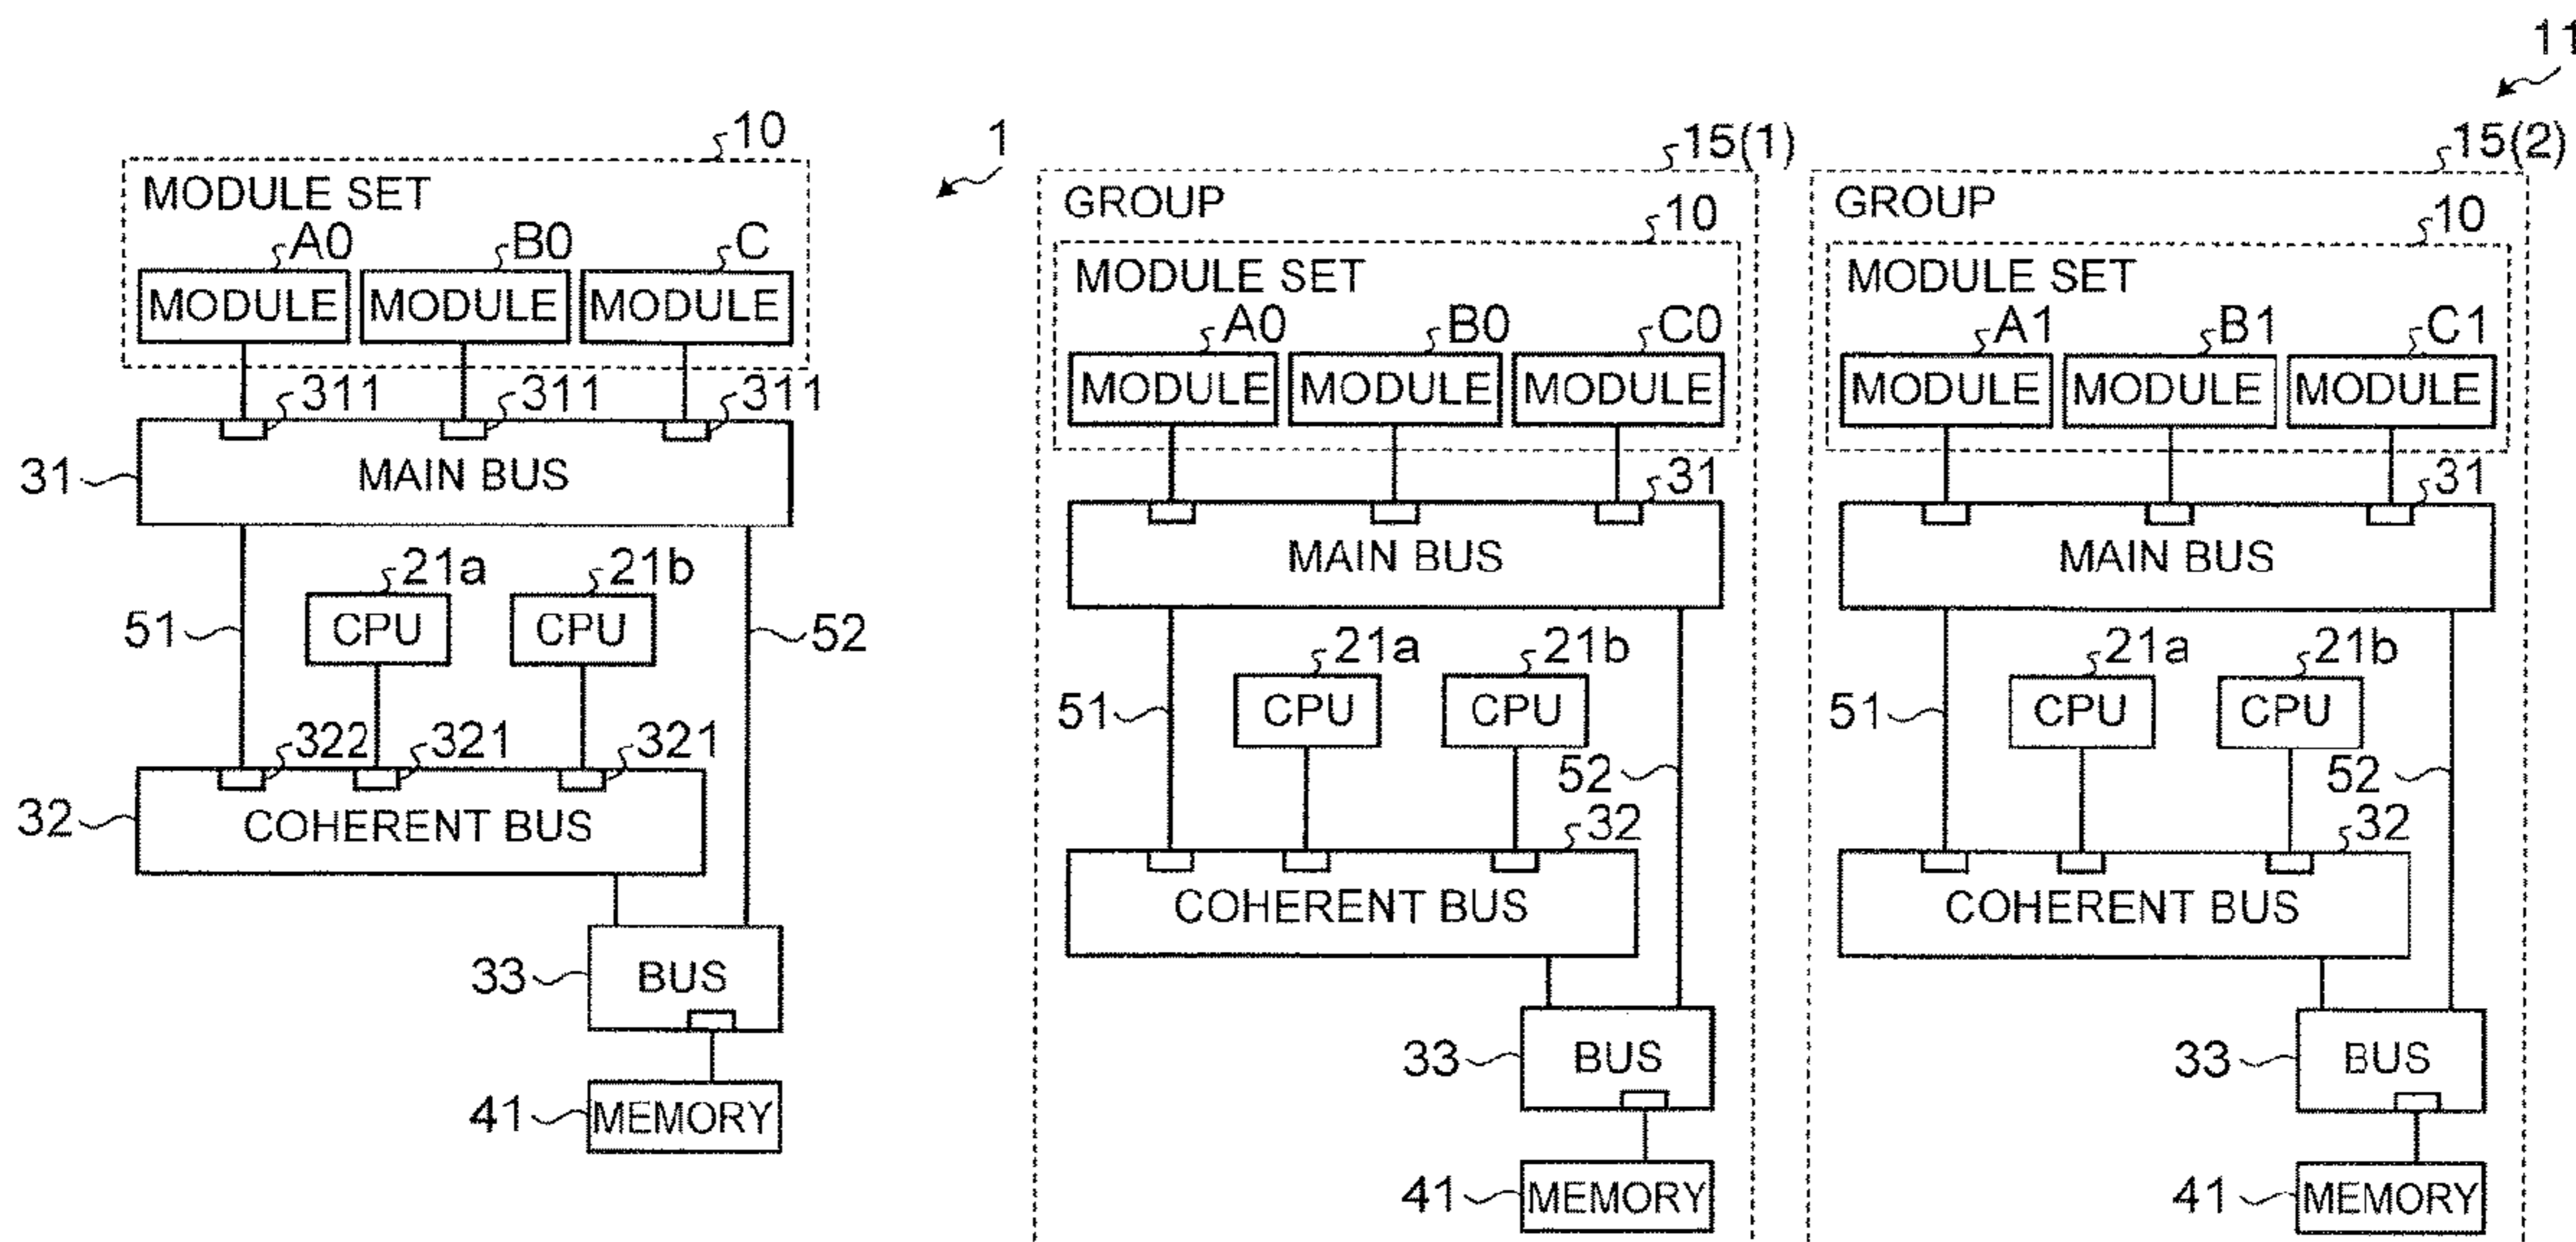 10
1
MODULE SET
A0 B0 C
MODULE MODULE MODULE
311 311 311
31 MAIN BUS
21a 21b
51 CPU CPU 52
322 321 321
32 COHERENT BUS
33 BUS
41 MEMORY
11
15(1)
GROUP
10
MODULE SET
A0 B0 C0
MODULE MODULE MODULE
31
MAIN BUS
21a 21b
51 CPU CPU
52
32
COHERENT BUS
33 BUS
41 MEMORY
15(2)
GROUP
10
MODULE SET
A1 B1 C1
MODULE MODULE MODULE
31
MAIN BUS
21a 21b
51 CPU CPU
52
32
COHERENT BUS
33 BUS
41 MEMORY